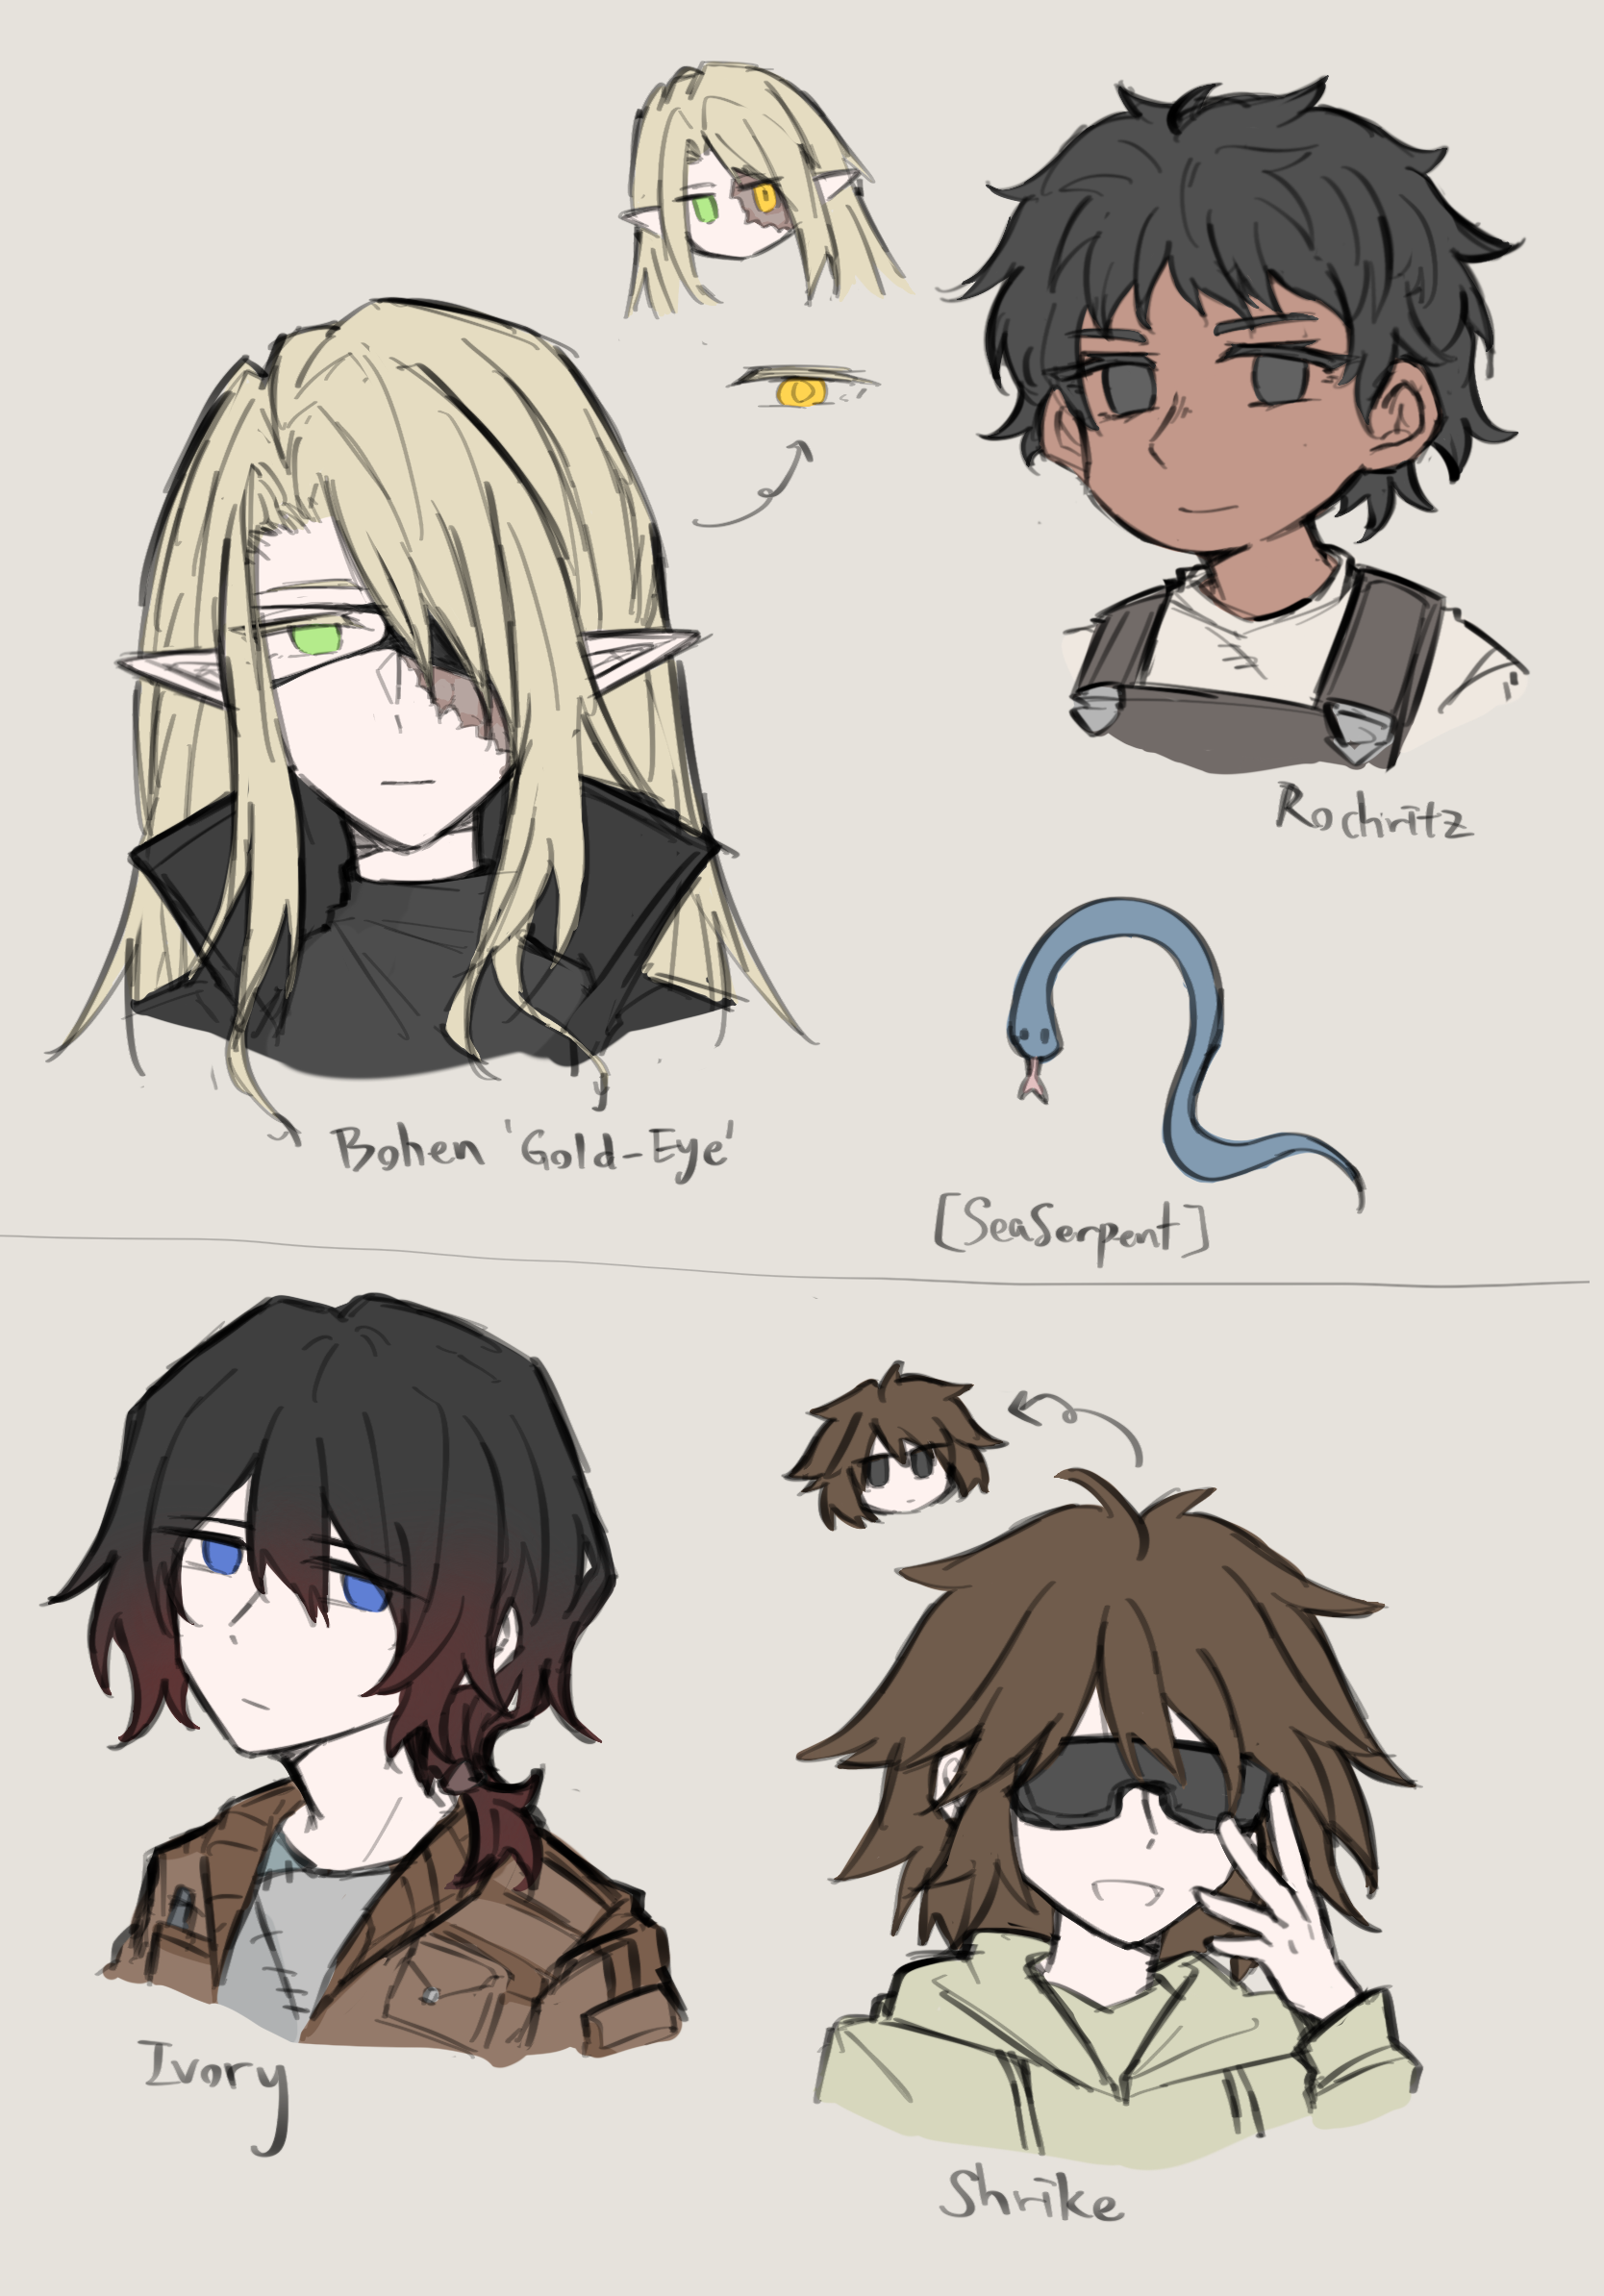 Rochritz
Bohen 'Gold-Eye'
[SeaSerpent]
Ivory
Shrike